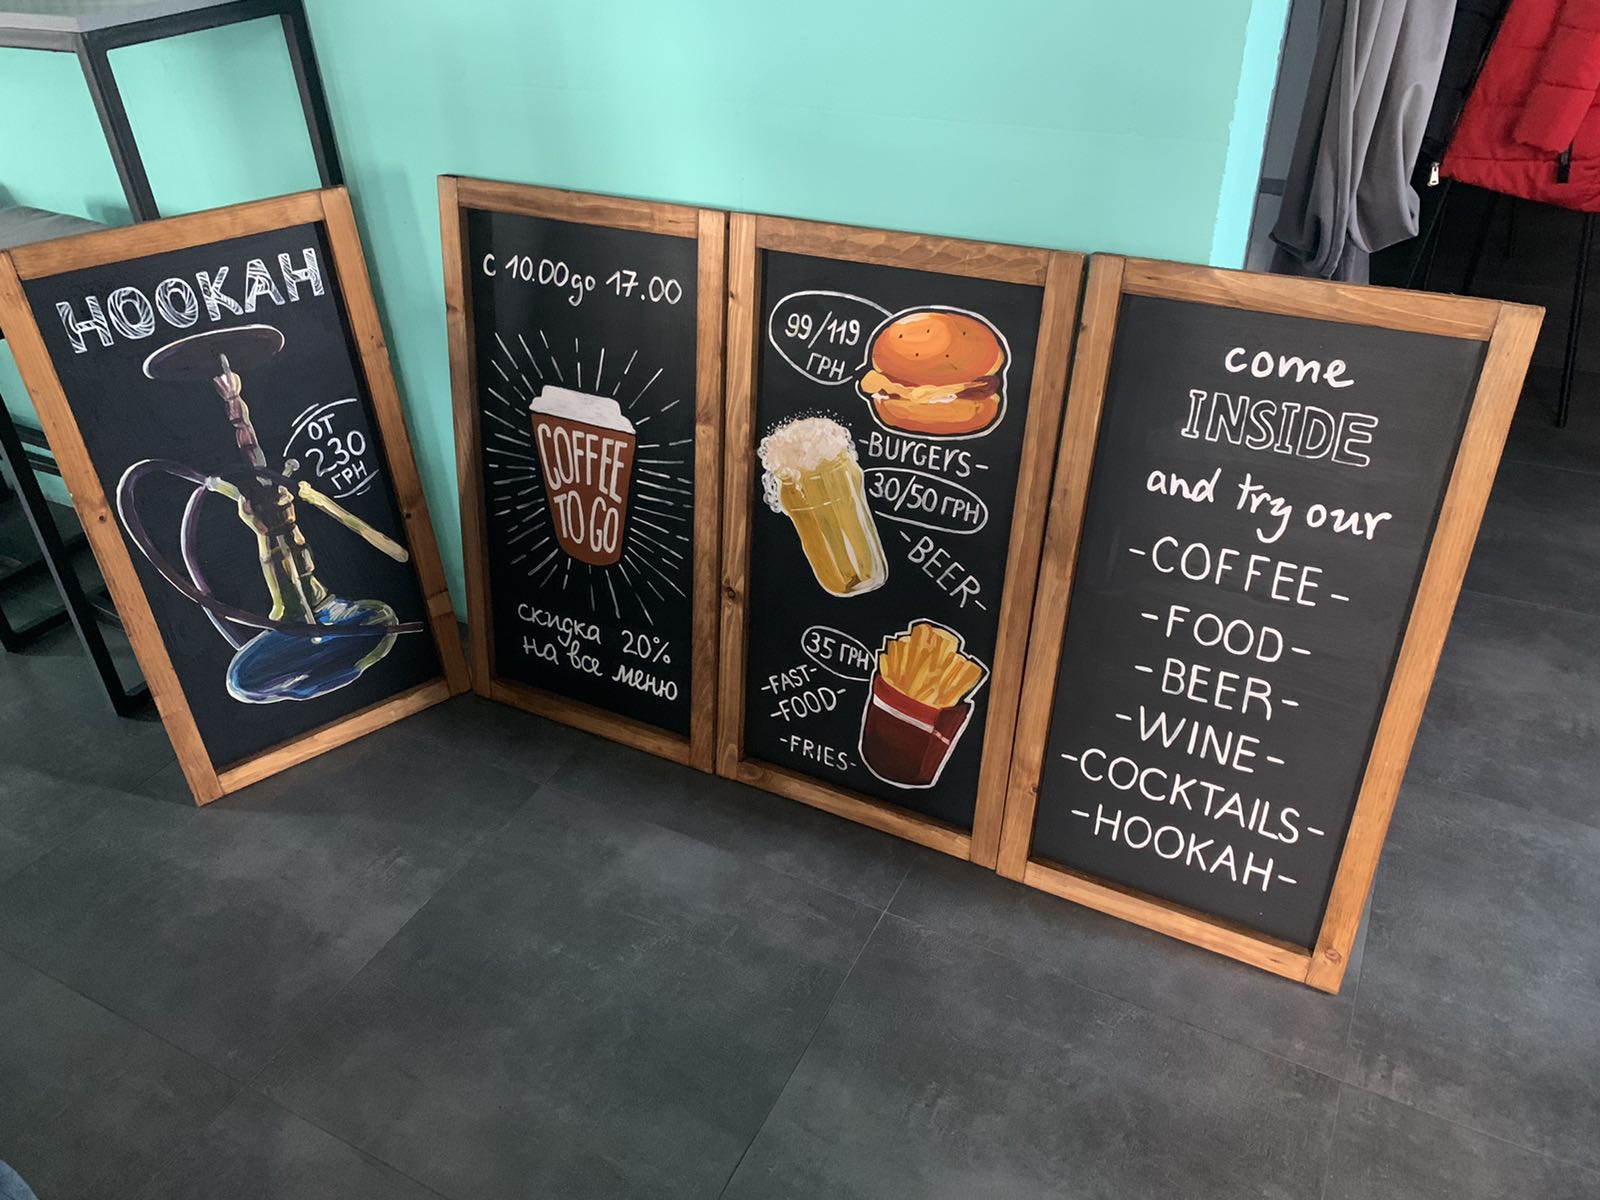 HOOKAH
ОТ
230
ГРН
с 10.00 до 17.00
COFFEE
TO GO
скидка 20%
на все меню
99/119
ГРН
-BURGERS-
30/50 ГРН
-BEER-
35 ГРН
-FAST-
-FOOD-
-FRIES-
come
INSIDE
and try our
-COFFEE-
-FOOD-
-BEER-
-WINE-
-COCKTAILS-
-HOOKAH-